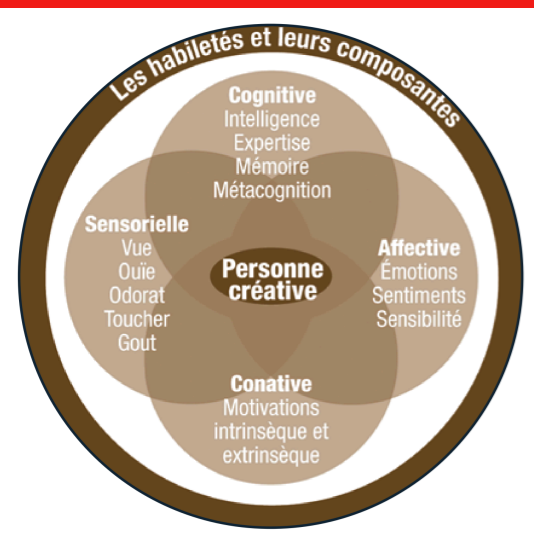 Les habiletés et leurs composantes
Cognitive
Intelligence
Expertise
Mémoire
Métacognition
Sensorielle
Vue
Ouïe
Odorat
Toucher
Gout
Personne
créative
Affective
Émotions
Sentiments
Sensibilité
Conative
Motivations
intrinsèque et
extrinsèque